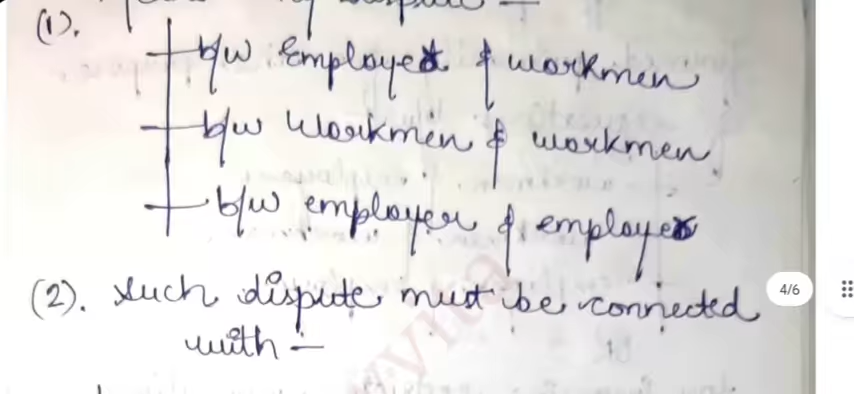 (1).
b/w Employer & workmen
b/w Workmen & workmen
b/w employer & employer
(2). Such dispute must be connected
with –
4/6